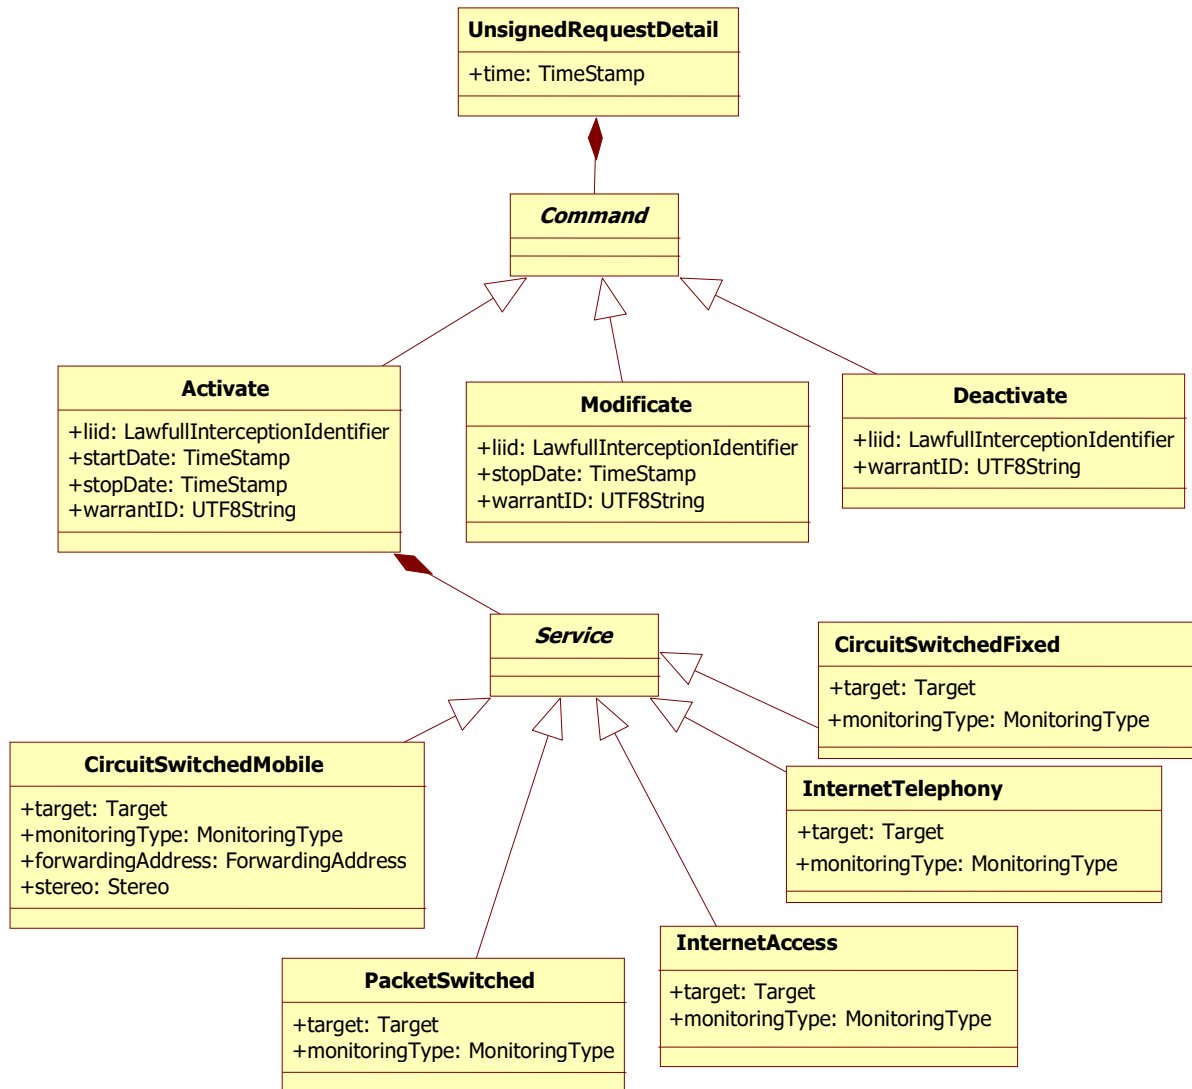 UnsignedRequestDetail
+time: TimeStamp
Command
Activate
+liid: LawfullInterceptionIdentifier
+startDate: TimeStamp
+stopDate: TimeStamp
+warrantID: UTF8String
Modificate
+liid: LawfullInterceptionIdentifier
+stopDate: TimeStamp
+warrantID: UTF8String
Deactivate
+liid: LawfullInterceptionIdentifier
+warrantID: UTF8String
Service
CircuitSwitchedFixed
+target: Target
+monitoringType: MonitoringType
CircuitSwitchedMobile
+target: Target
+monitoringType: MonitoringType
+forwardingAddress: ForwardingAddress
+stereo: Stereo
InternetTelephony
+target: Target
+monitoringType: MonitoringType
InternetAccess
+target: Target
+monitoringType: MonitoringType
PacketSwitched
+target: Target
+monitoringType: MonitoringType